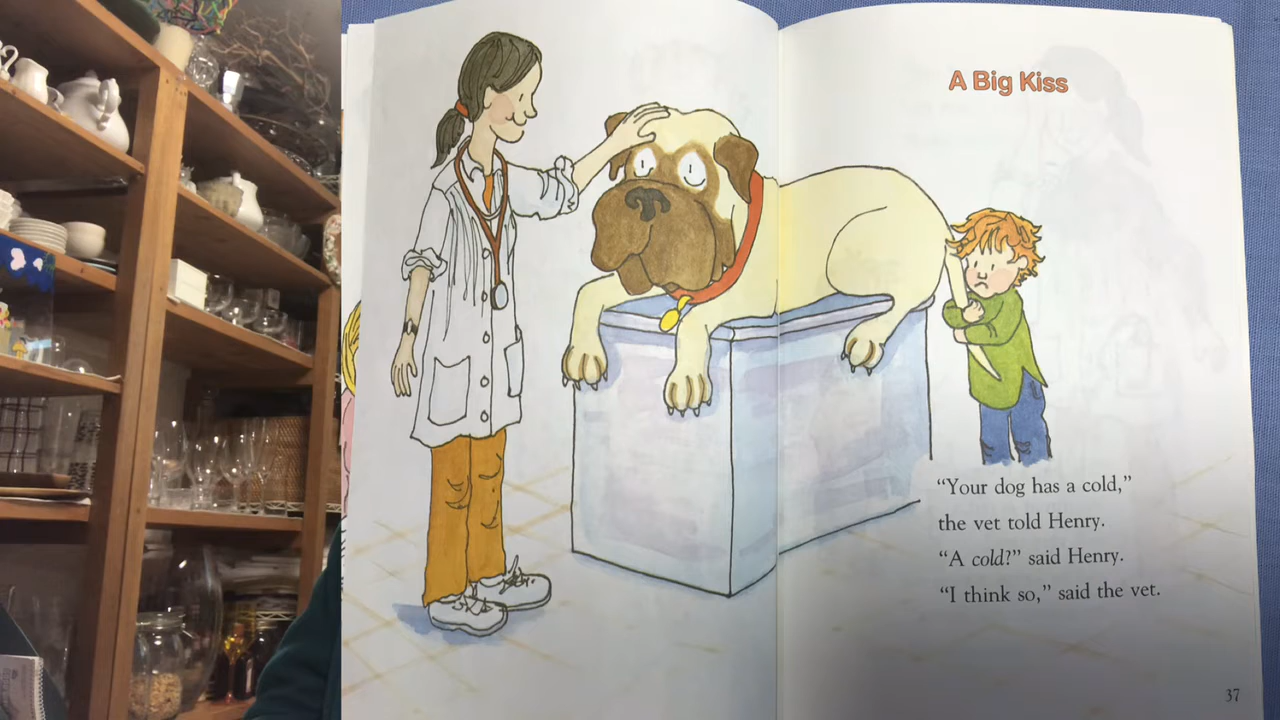 A Big Kiss
“Your dog has a cold,”
the vet told Henry.
“A cold?” said Henry.
“I think so,” said the vet.
37